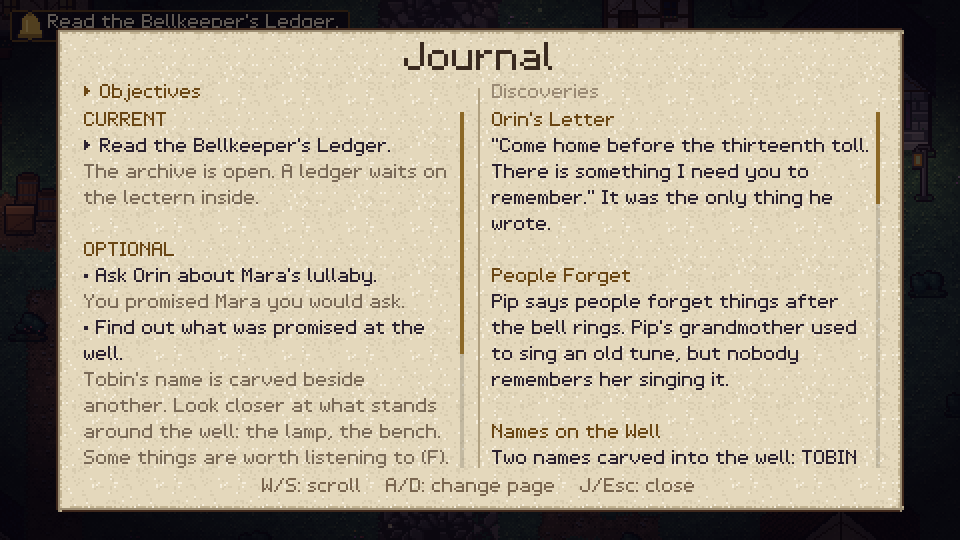 Read the Bellkeeper's Ledger.
Journal
Objectives
CURRENT
Read the Bellkeeper's Ledger.
The archive is open. A ledger waits on
the lectern inside.
OPTIONAL
• Ask Orin about Mara's lullaby.
You promised Mara you would ask.
• Find out what was promised at the
well.
Tobin's name is carved beside
another. Look closer at what stands
around the well: the lamp, the bench.
Some things are worth listening to (F).
Discoveries
Orin's Letter
"Come home before the thirteenth toll.
There is something I need you to
remember." It was the only thing he
wrote.
People Forget
Pip says people forget things after
the bell rings. Pip's grandmother used
to sing an old tune, but nobody
remembers her singing it.
Names on the Well
Two names carved into the well: TOBIN
W/S: scroll A/D: change page J/Esc: close